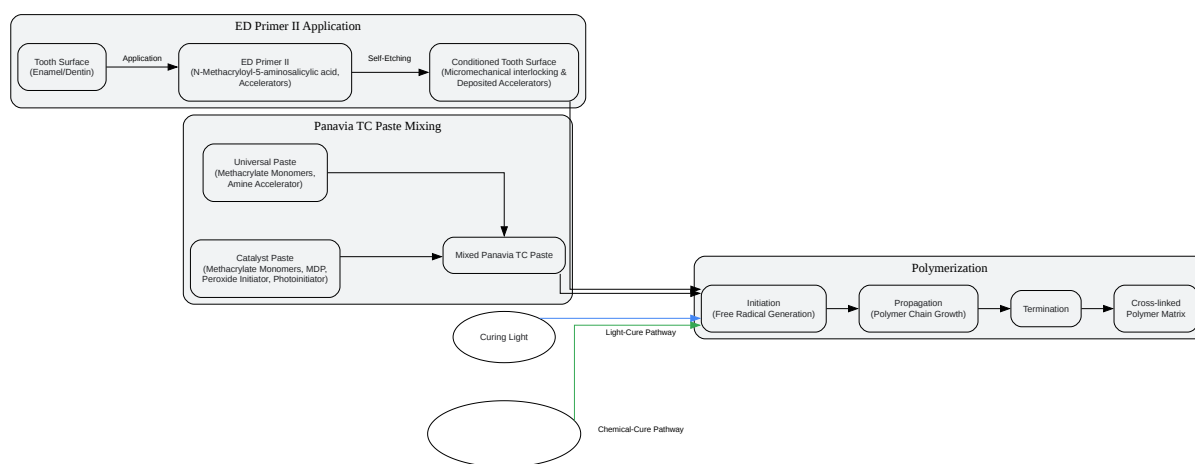 ED Primer II Application
Tooth Surface
(Enamel/Dentin)
Application
ED Primer II
(N-Methacryloyl-5-aminosalicylic acid,
Accelerators)
Self-Etching
Conditioned Tooth Surface
(Micromechanical interlocking &
Deposited Accelerators)
Panavia TC Paste Mixing
Universal Paste
(Methacrylate Monomers,
Amine Accelerator)
Catalyst Paste
(Methacrylate Monomers, MDP,
Peroxide Initiator, Photoinitiator)
Mixed Panavia TC Paste
Polymerization
Initiation
(Free Radical Generation)
Propagation
(Polymer Chain Growth)
Termination
Cross-linked
Polymer Matrix
Curing Light
Light-Cure Pathway
Chemical-Cure Pathway